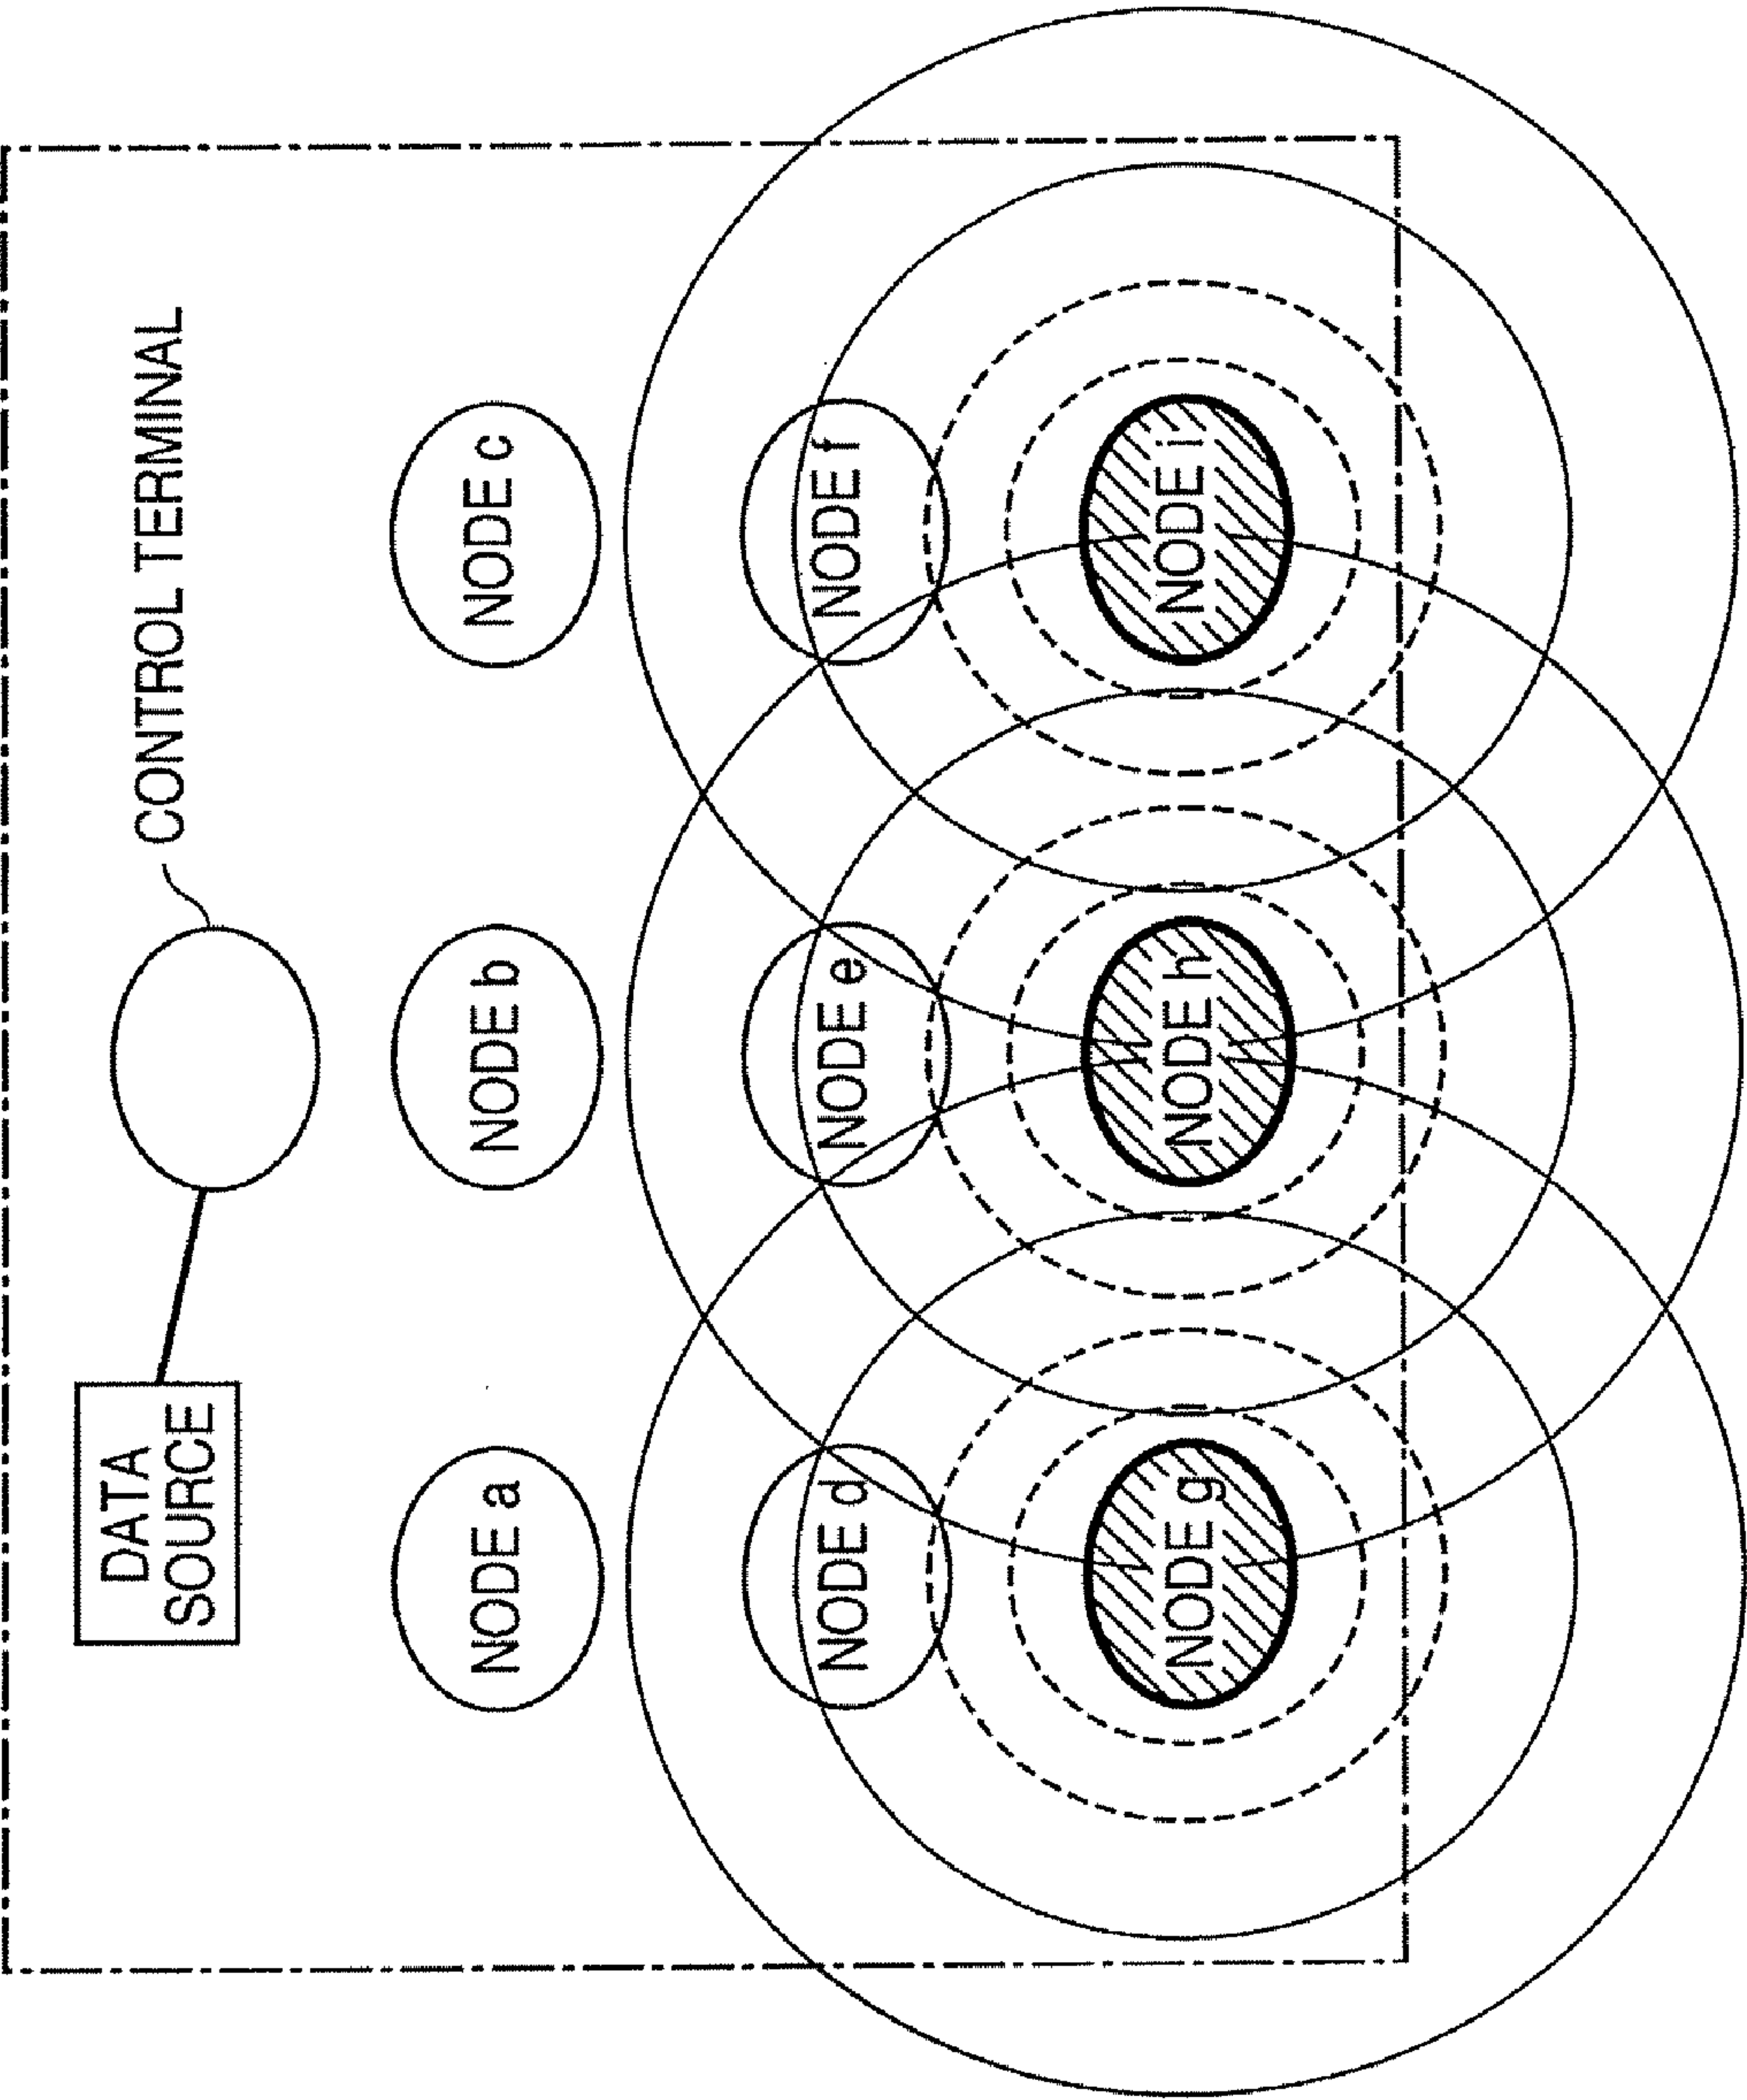 DATA
SOURCE
CONTROL TERMINAL
NODE a
NODE b
NODE c
NODE d
NODE e
NODE f
NODE g
NODE h
NODE i